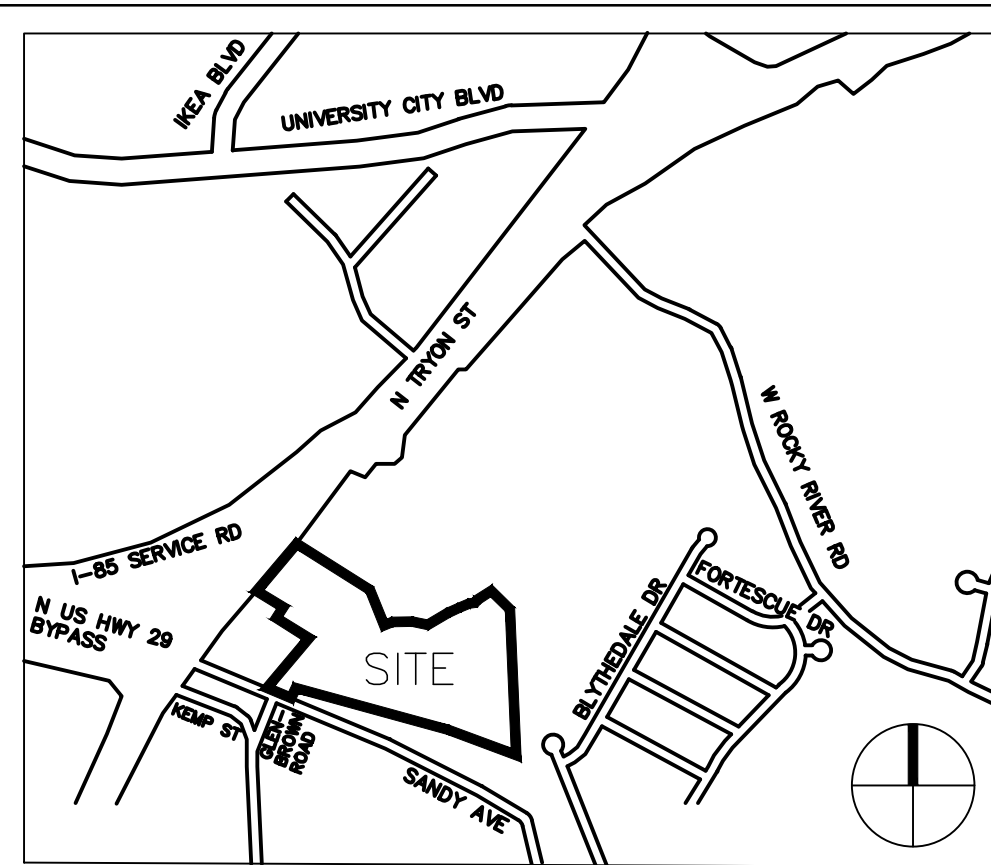 IKEA BLVD
UNIVERSITY CITY BLVD
N TRYON ST
W ROCKY RIVER RD
I-85 SERVICE RD
N US HWY 29
BYPASS
SITE
BLYTHEDALE DR
FORTESCUE DR
KEMP ST
GLEN-
BROWN
ROAD
SANDY AVE